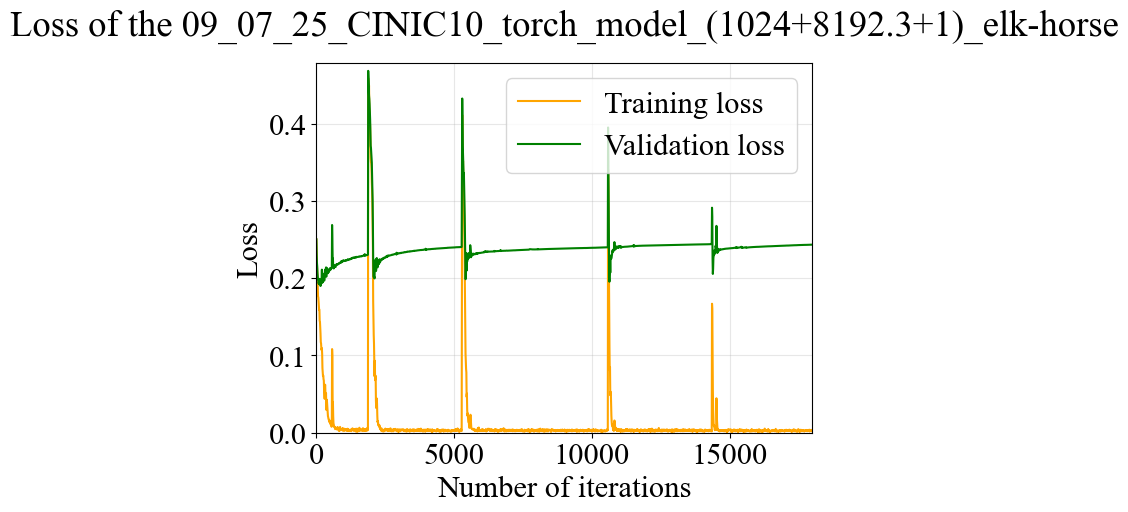 Loss of the 09_07_25_CINIC10_torch_model_(1024+8192.3+1)_elk-horse
Training loss
Validation loss
0.4
0.3
0.2
0.1
0.0
Loss
0
5000
10000
15000
Number of iterations